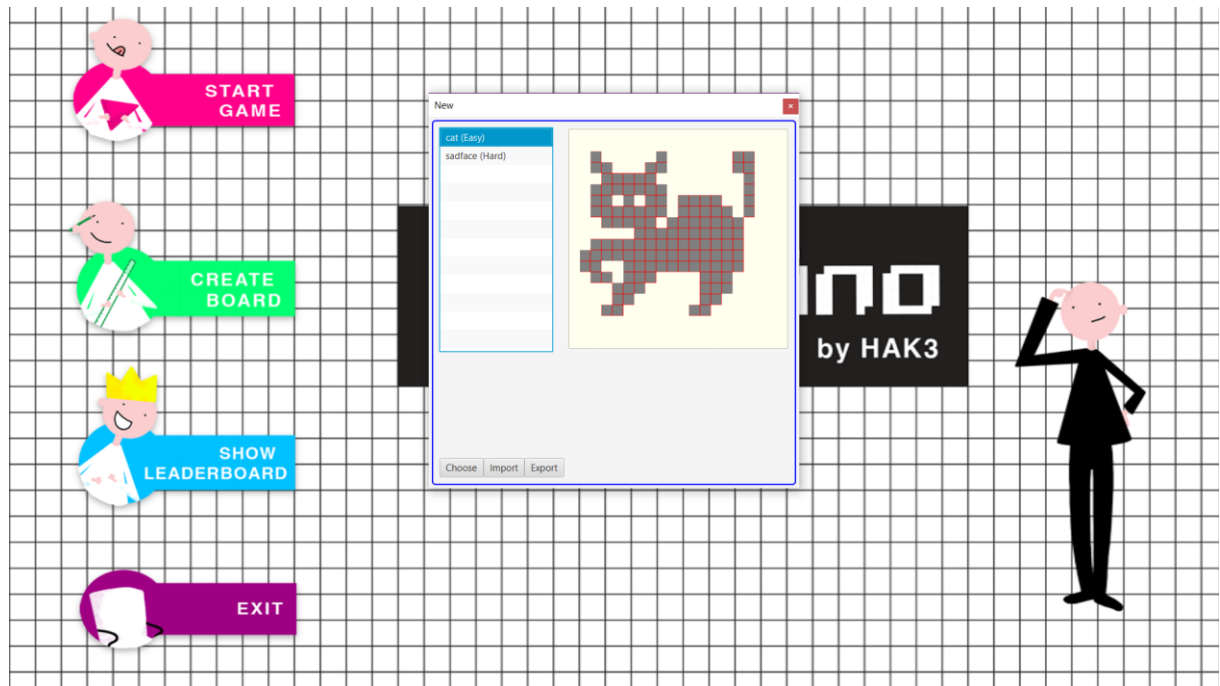 START
GAME
CREATE
BOARD
SHOW
LEADERBOARD
EXIT
New
cat (Easy)
sadface (Hard)
Choose Import Export
by HAK3